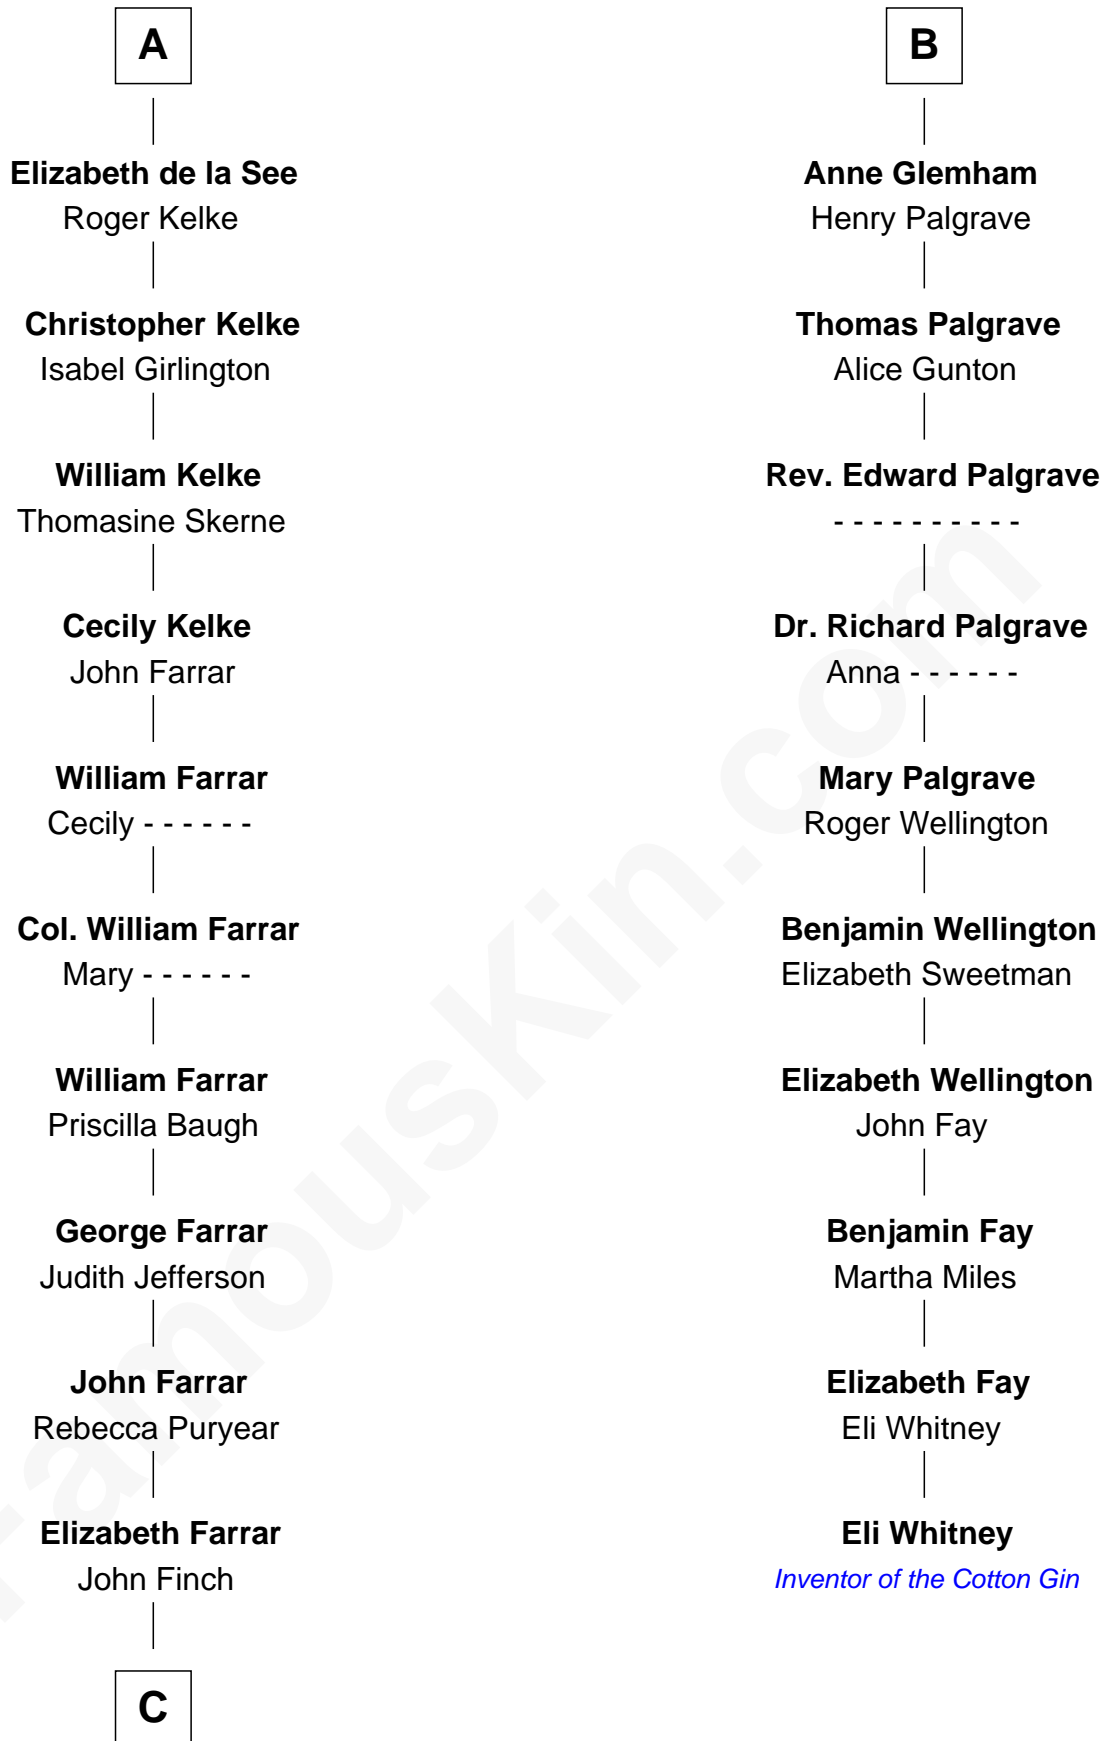 A
Elizabeth de la See
Roger Kelke
Christopher Kelke
Isabel Girlington
William Kelke
Thomasine Skerne
Cecily Kelke
John Farrar
William Farrar
Cecily - - - - - -
Col. William Farrar
Mary - - - - - -
William Farrar
Priscilla Baugh
George Farrar
Judith Jefferson
John Farrar
Rebecca Puryear
Elizabeth Farrar
John Finch
C
B
Anne Glemham
Henry Palgrave
Thomas Palgrave
Alice Gunton
Rev. Edward Palgrave
- - - - - - - - - -
Dr. Richard Palgrave
Anna - - - - - -
Mary Palgrave
Roger Wellington
Benjamin Wellington
Elizabeth Sweetman
Elizabeth Wellington
John Fay
Benjamin Fay
Martha Miles
Elizabeth Fay
Eli Whitney
Eli Whitney
Inventor of the Cotton Gin
FamousKin.com